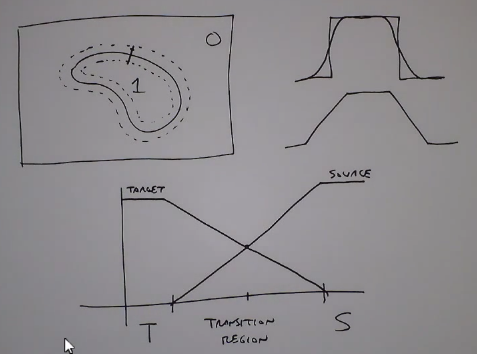 0
1
SOURCE
TARGET
T
TRANSITION
REGION
S